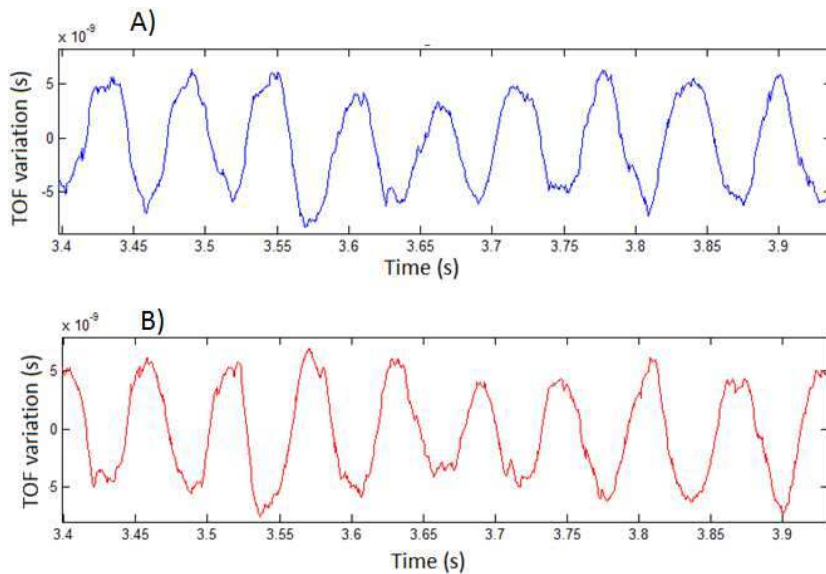 A)
x 10⁻⁹
TOF variation (s)
5
0
-5
3.4 3.45 3.5 3.55 3.6 3.65 3.7 3.75 3.8 3.85 3.9
Time (s)
B)
x 10⁻⁹
TOF variation (s)
5
0
5
3.4 3.45 3.5 3.55 3.6 3.65 3.7 3.75 3.8 3.85 3.9
Time (s)